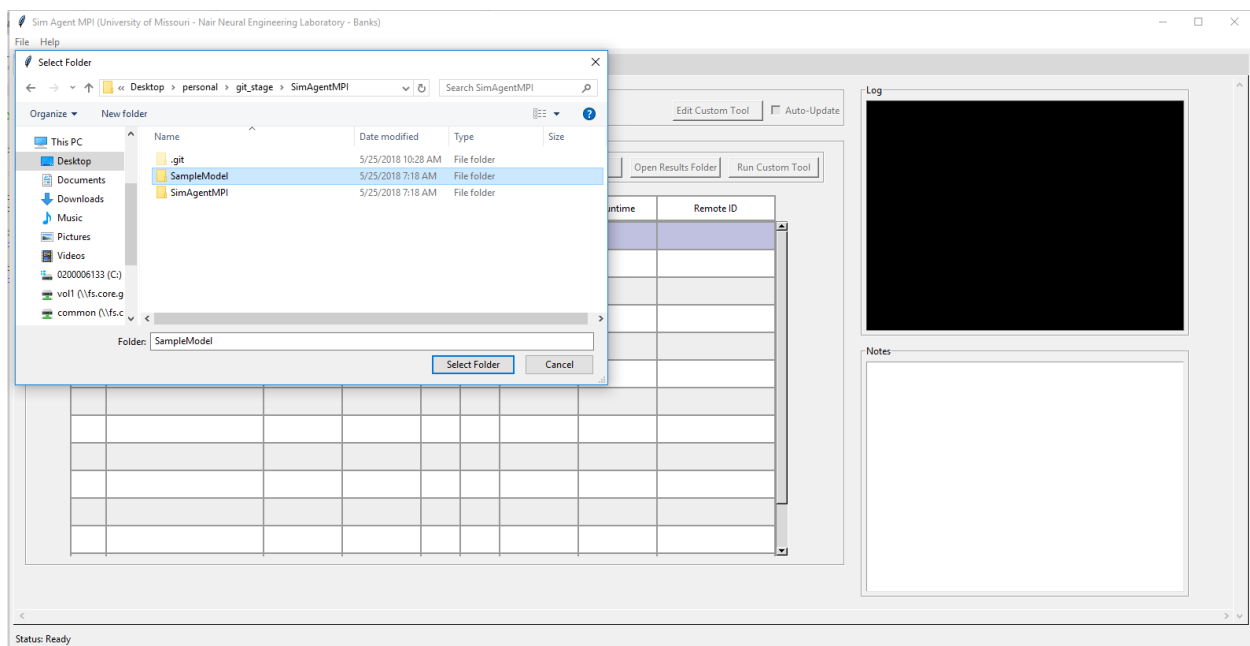 Sim Agent MPI (University of Missouri - Nair Neural Engineering Laboratory - Banks)
File Help
Select Folder
« Desktop > personal > git_stage > SimAgentMPI
Search SimAgentMPI
Organize New folder
This PC
Desktop
Documents
Downloads
Music
Pictures
Videos
0200006133 (C:)
vol1 (\\fs.core.g
common (\\fs.c
Name Date modified Type Size
.git 5/25/2018 10:28 AM File folder
SampleModel 5/25/2018 7:18 AM File folder
SimAgentMPI 5/25/2018 7:18 AM File folder
Folder: SampleModel
Select Folder Cancel
Edit Custom Tool Auto-Update
Open Results Folder Run Custom Tool
untime Remote ID
Log
Notes
Status: Ready